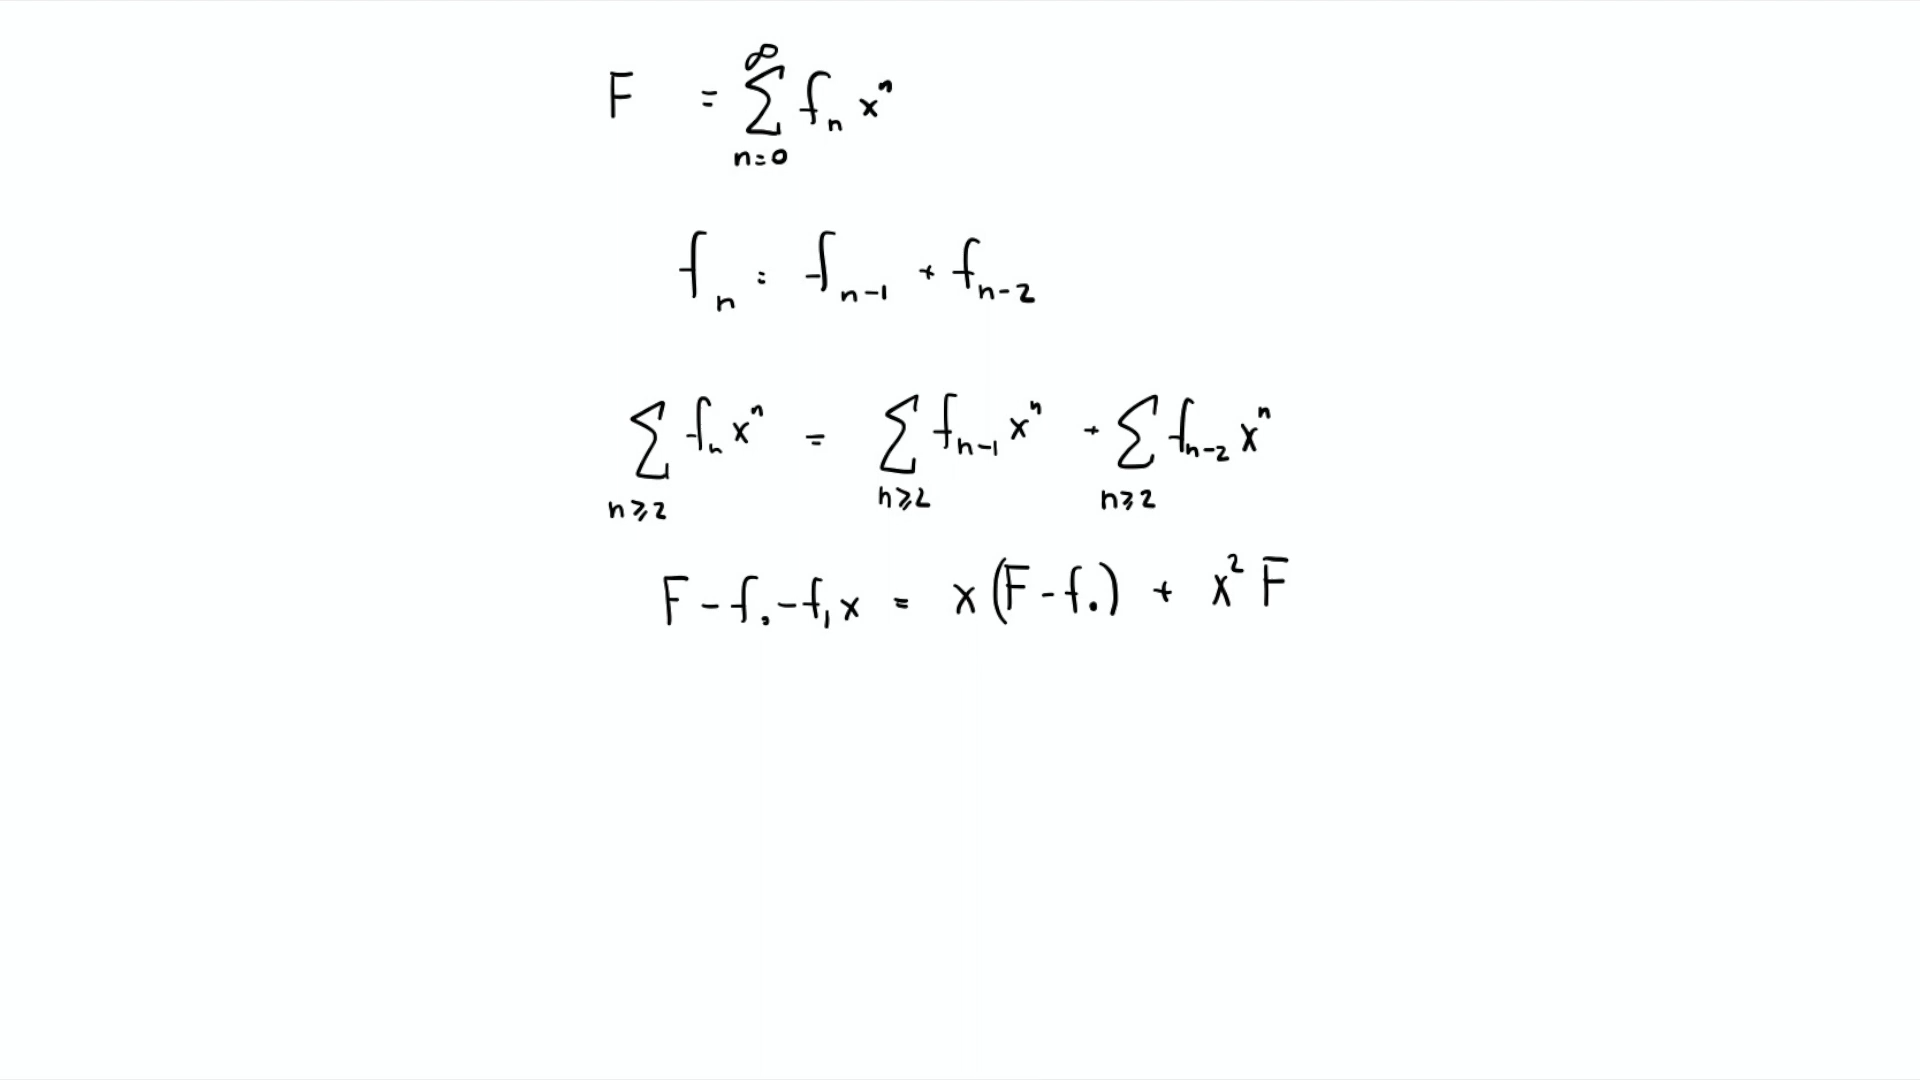 F = ∑_{n=0}^{∞} f_n x^n
f_n = f_{n-1} + f_{n-2}
∑_{n≥2} f_n x^n = ∑_{n≥2} f_{n-1} x^n + ∑_{n≥2} f_{n-2} x^n
F - f_0 - f_1 x = x(F - f_0) + x^2 F